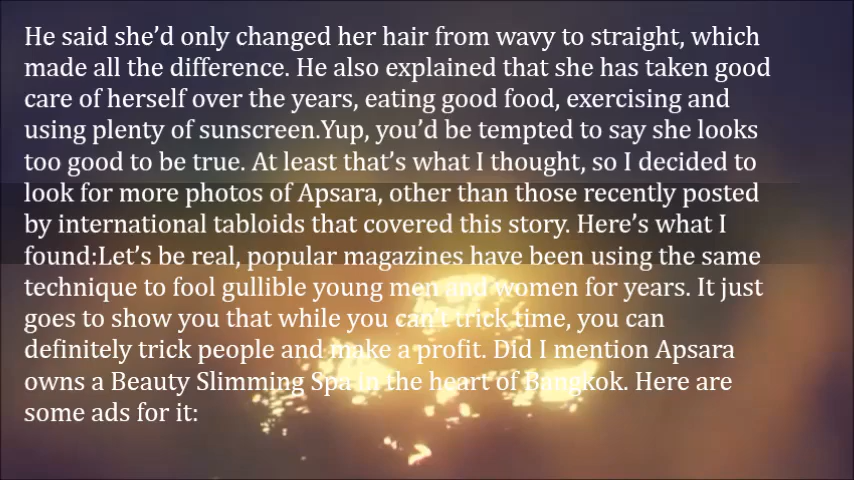 He said she’d only changed her hair from wavy to straight, which
made all the difference. He also explained that she has taken good
care of herself over the years, eating good food, exercising and
using plenty of sunscreen.Yup, you’d be tempted to say she looks
too good to be true. At least that’s what I thought, so I decided to
look for more photos of Apsara, other than those recently posted
by international tabloids that covered this story. Here’s what I
found:Let’s be real, popular magazines have been using the same
technique to fool gullible young men and women for years. It just
goes to show you that while you can’t trick time, you can
definitely trick people and make a profit. Did I mention Apsara
owns a Beauty Slimming Spa in the heart of Bangkok. Here are
some ads for it: